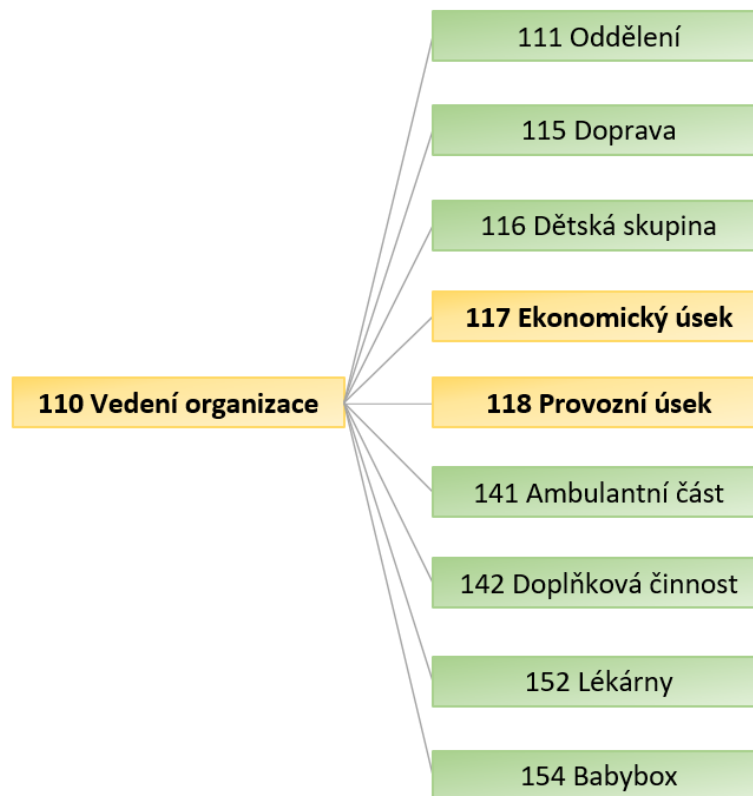 111 Oddělení
115 Doprava
116 Dětská skupina
117 Ekonomický úsek
110 Vedení organizace
118 Provozní úsek
141 Ambulantní část
142 Doplňková činnost
152 Lékárny
154 Babybox